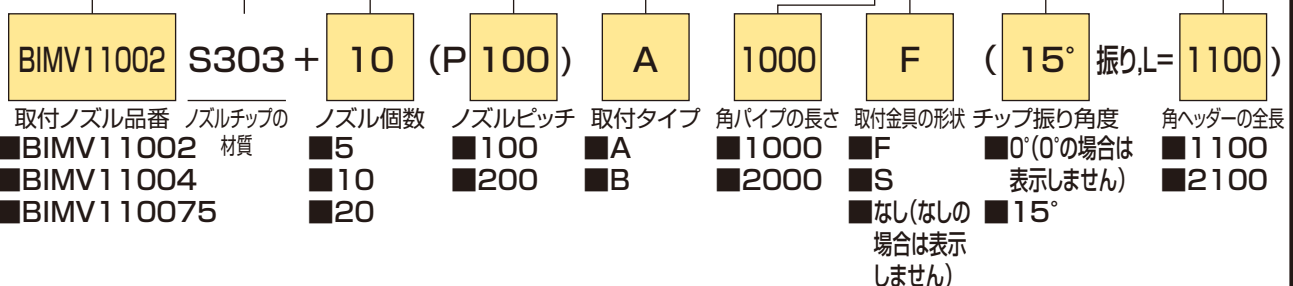 BIMV11002 S303 + 10 (P 100) A 1000 F ( 15° 振り,L= 1100)
取付ノズル品番 ノズルチップの ノズル個数 ノズルピッチ 取付タイプ 角パイプの長さ 取付金具の形状 チップ振り角度 角ヘッダーの全長
■BIMV11002 材質 ■5 ■100 ■A ■1000 ■F ■0°(0°の場合は ■1100
■BIMV11004 ■10 ■200 ■B ■2000 ■S 表示しません) ■2100
■BIMV110075 ■20 ■なし(なしの ■15°
場合は表示
しません)